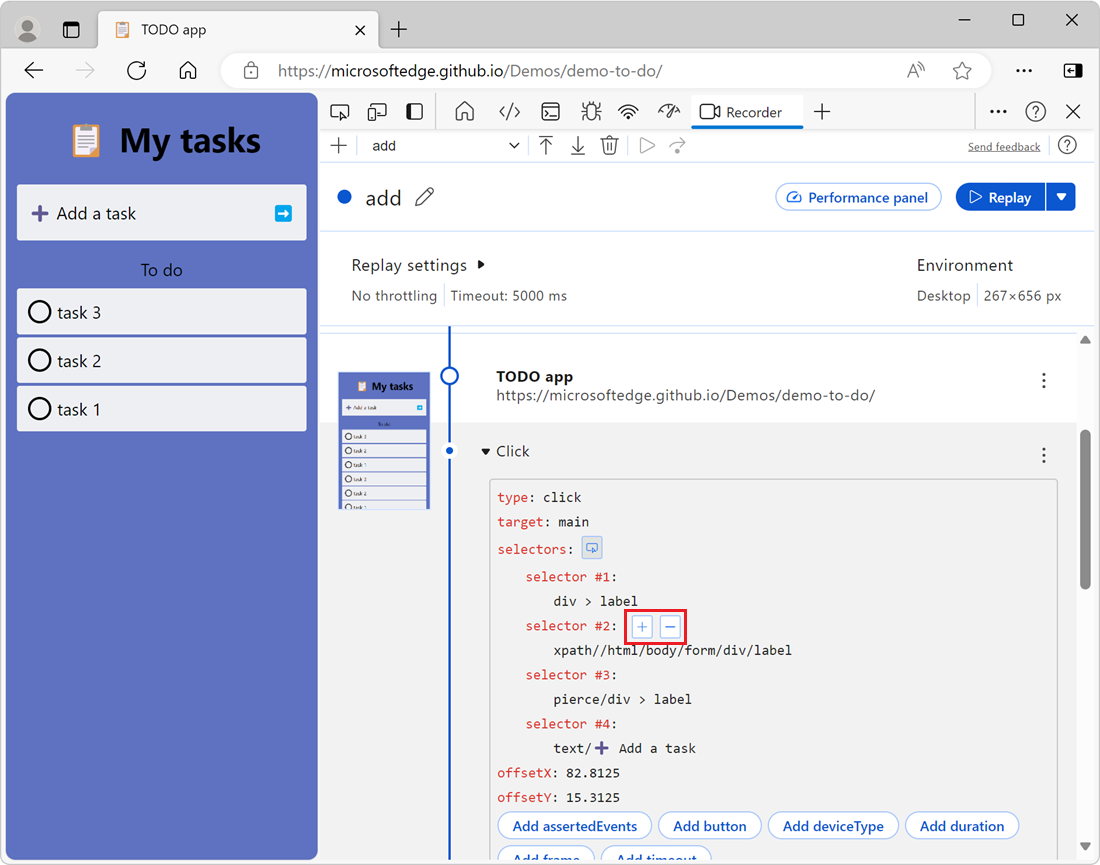 TODO app
https://microsoftedge.github.io/Demos/demo-to-do/
Recorder
add
Send feedback
My tasks
Add a task
To do
task 3
task 2
task 1
add
Performance panel
Replay
Replay settings
Environment
No throttling
Timeout: 5000 ms
Desktop
267×656 px
My tasks
Add a task
To do
task 3
task 2
task 1
task 3
task 2
task 1
TODO app
https://microsoftedge.github.io/Demos/demo-to-do/
Click
type: click
target: main
selectors:
selector #1:
div > label
selector #2:
xpath//html/body/form/div/label
selector #3:
pierce/div > label
selector #4:
text/➕ Add a task
offsetX: 82.8125
offsetY: 15.3125
Add assertedEvents
Add button
Add deviceType
Add duration
Add frame
Add timeout